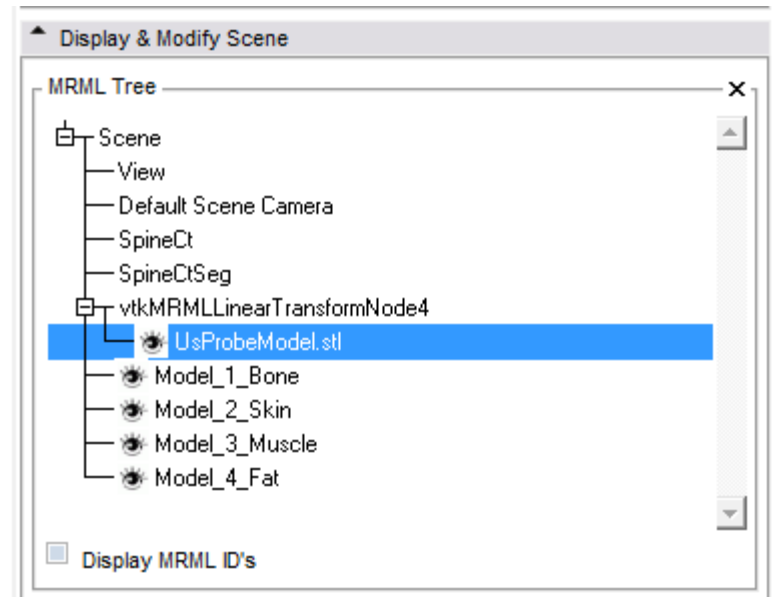 Display & Modify Scene
MRML Tree
Scene
View
Default Scene Camera
SpineCt
SpineCtSeg
vtkMRMLLinearTransformNode4
UsProbeModel.stl
Model_1_Bone
Model_2_Skin
Model_3_Muscle
Model_4_Fat
Display MRML ID's